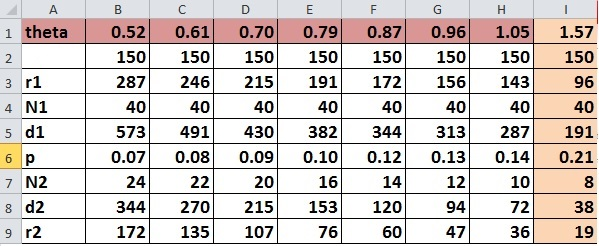 A B C D E F G H I
1 theta 0.52 0.61 0.70 0.79 0.87 0.96 1.05 1.57
2 150 150 150 150 150 150 150 150
3 r1 287 246 215 191 172 156 143 96
4 N1 40 40 40 40 40 40 40 40
5 d1 573 491 430 382 344 313 287 191
6 p 0.07 0.08 0.09 0.10 0.12 0.13 0.14 0.21
7 N2 24 22 20 16 14 12 10 8
8 d2 344 270 215 153 120 94 72 38
9 r2 172 135 107 76 60 47 36 19